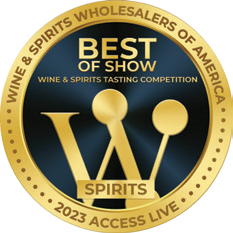 WINE & SPIRITS WHOLESALERS OF AMERICA
BEST
OF SHOW
WINE & SPIRITS TASTING COMPETITION
W
SPIRITS
2023 ACCESS LIVE